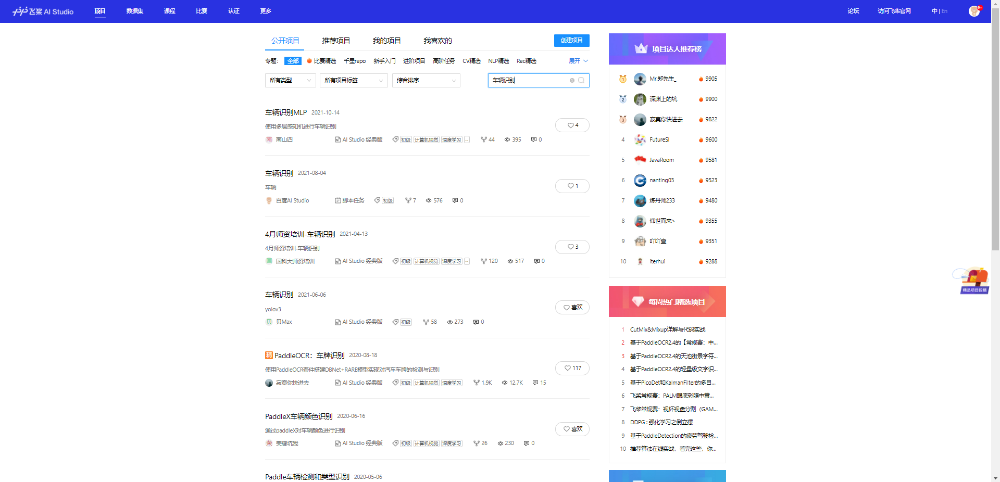 飞桨 AI Studio 项目 数据集 课程 比赛 认证 更多 论坛 访问飞桨官网 中 | En 9+
公开项目 推荐项目 我的项目 我喜欢的 创建项目
专题: 全部 比赛精选 千星repo 新手入门 进阶项目 高阶任务 CV精选 NLP精选 Rec精选 展开
所有类型 所有项目标签 综合排序 车辆识别
车辆识别MLP 2021-10-14
使用多层感知机进行车辆识别
4
南 南山四 AI Studio 经典版 初级 计算机视觉 深度学习 ... 44 395 0
车辆识别 2021-08-04
车辆
1
百度AI Studio 脚本任务 初级 7 576 0
4月师资培训-车辆识别 2021-04-13
4月师资培训-车辆识别
3
国 国科大师资培训 AI Studio 经典版 初级 计算机视觉 深度学习 ... 120 517 0
车辆识别 2021-06-06
yolov3
喜欢
贝 贝Max AI Studio 经典版 初级 58 273 0
精 PaddleOCR：车牌识别 2020-08-18
使用PaddleOCR套件搭建DBNet+RARE模型实现对汽车车牌的检测与识别
117
寂寞你快进去 AI Studio 经典版 初级 计算机视觉 深度学习 1.9K 12.7K 15
PaddleX车辆颜色识别 2020-06-16
通过paddleX对车辆颜色进行识别
喜欢
荣 荣耀坑我 AI Studio 经典版 初级 计算机视觉 深度学习 26 230 0
Paddle车辆检测和类型识别 2020-05-06
项目达人推荐榜
1 Mr.郑先生_ 9905
2 深渊上的坑 9900
3 寂寞你快进去 9822
4 FutureSI 9600
5 JavaRoom 9581
6 nanting03 9523
7 炼丹师233 9480
8 仰世而来丶 9355
9 吖吖查 9351
10 iterhui 9288
每周热门精选项目
1 CutMix&Mixup详解与代码实战
2 基于PaddleOCR2.4的【常规赛：中...
3 基于PaddleOCR2.4的天池街景字符...
4 基于PaddleOCR2.4的轻量级文字识...
5 基于PicoDet和KalmanFilter的多目...
6 飞桨常规赛：PALM眼底彩照中黄...
7 飞桨常规赛：视杯视盘分割（GAM...
8 DDPG : 强化学习之倒立摆
9 基于PaddleDetection的疲劳驾驶检...
10 推荐算法在线实战，看完这些，你...
精品项目投稿